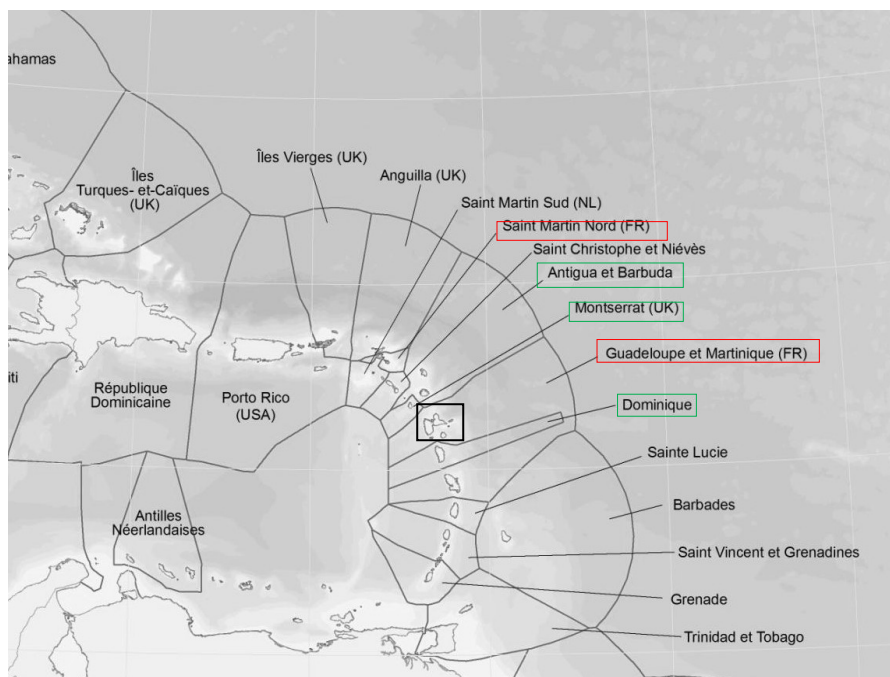 ahamas
Îles
Turques- et-Caïques
(UK)
Îles Vierges (UK)
Anguilla (UK)
Saint Martin Sud (NL)
Saint Martin Nord (FR)
Saint Christophe et Niévès
Antigua et Barbuda
Montserrat (UK)
Guadeloupe et Martinique (FR)
iti
République
Dominicaine
Porto Rico
(USA)
Dominique
Sainte Lucie
Antilles
Néerlandaises
Barbades
Saint Vincent et Grenadines
Grenade
Trinidad et Tobago